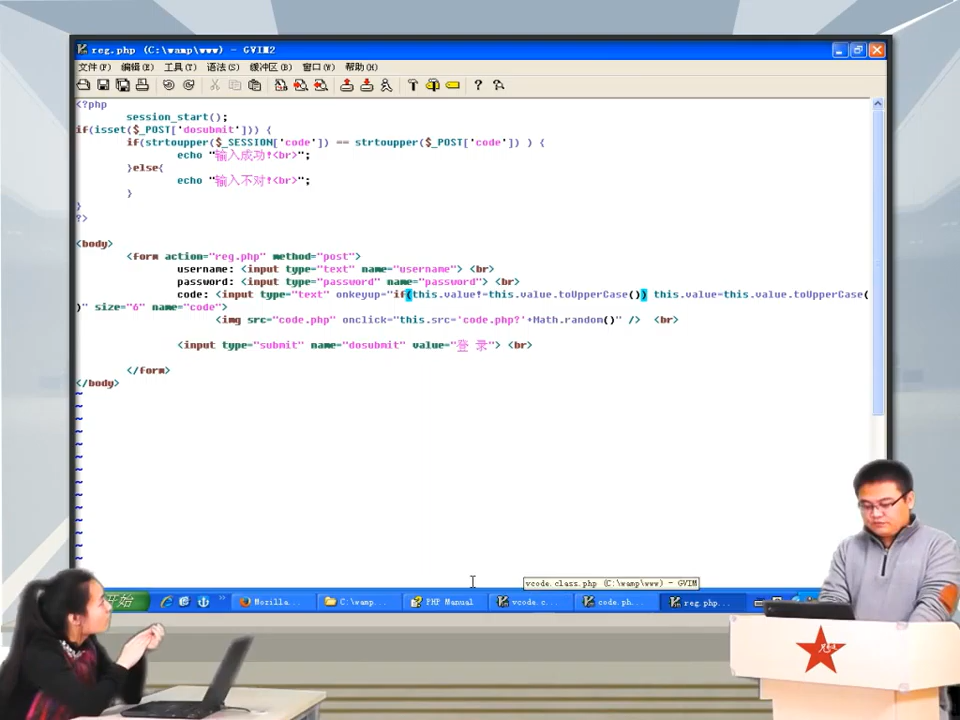 reg.php (C:\wamp\www) - GVIM2
文件(F) 编辑(E) 工具(T) 语法(S) 缓冲区(B) 窗口(W) 帮助(H)
<?php
session_start();
if(isset($_POST['dosubmit'])) {
if(strtoupper($_SESSION['code']) == strtoupper($_POST['code']) ) {
echo "输入成功!<br>";
}else{
echo "输入不对!<br>";
}
}
?>
<body>
<form action="reg.php" method="post">
username: <input type="text" name="username"> <br>
password: <input type="password" name="password"> <br>
code: <input type="text" onkeyup="if(this.value!=this.value.toUpperCase()) this.value=this.value.toUpperCase(
)" size="6" name="code">
<img src="code.php" onclick="this.src='code.php?'+Math.random()" /> <br>
<input type="submit" name="dosubmit" value="登 录"> <br>
</form>
</body>
~
~
~
~
~
~
~
~
~
~
~
~
~
~
vcode.class.php (C:\wamp\www) - GVIM
开始 Mozilla... C:\wamp... PHP Manual vcode.c... code.ph... reg.php...